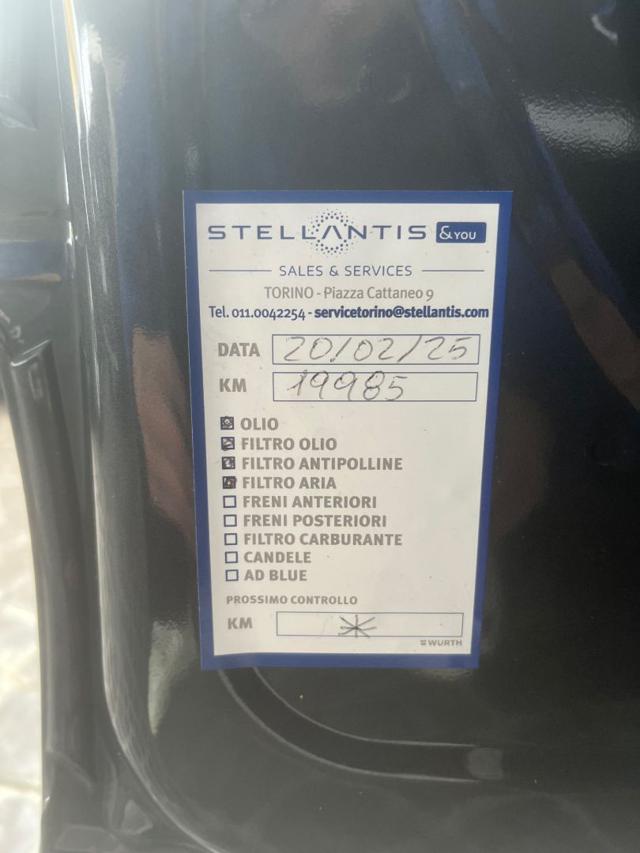 STELLANTIS &YOU
SALES & SERVICES
TORINO - Piazza Cattaneo 9
Tel. 011.0042254 - servicetorino@stellantis.com
DATA 20/02/25
KM 19985
OLIO
FILTRO OLIO
FILTRO ANTIPOLLINE
FILTRO ARIA
FRENI ANTERIORI
FRENI POSTERIORI
FILTRO CARBURANTE
CANDELE
AD BLUE
PROSSIMO CONTROLLO
KM
WÜRTH